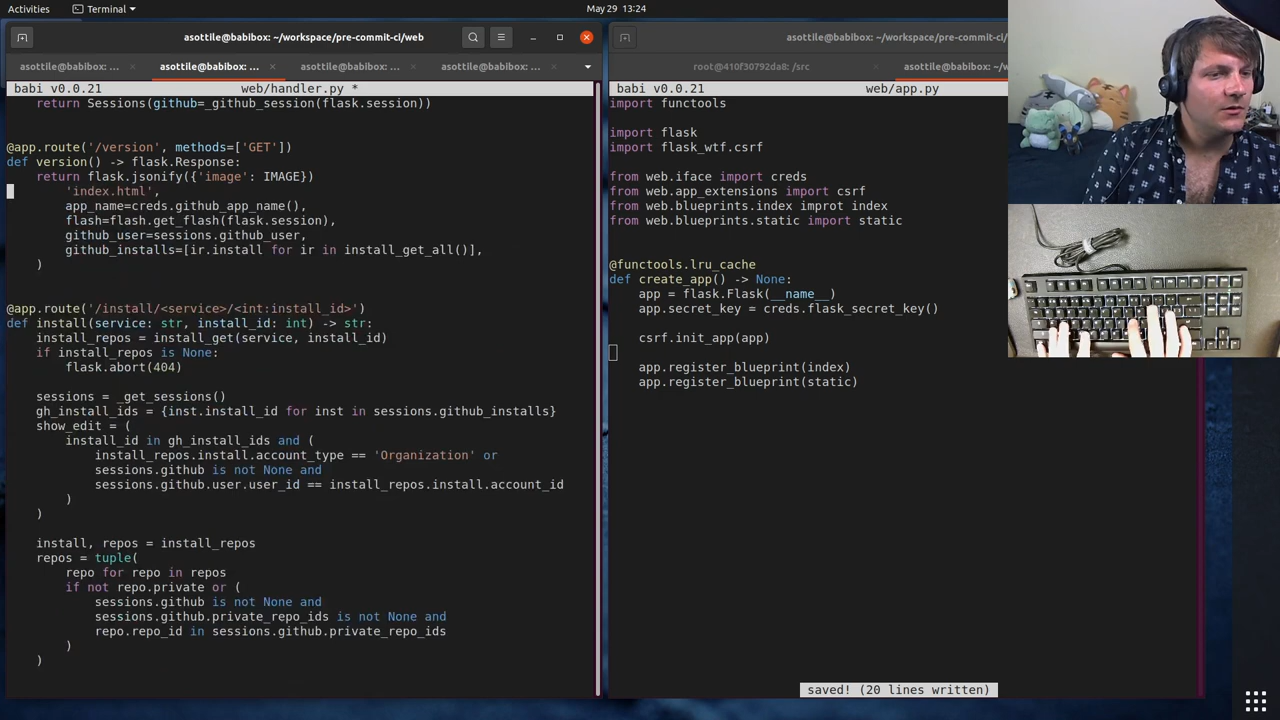 Activities
Terminal
May 29 13:24
asottile@babibox: ~/workspace/pre-commit-ci/web
asottile@babibox: ...
asottile@babibox: ...
asottile@babibox: ...
asottile@babibox: ...
babi v0.0.21 web/handler.py *
return Sessions(github=_github_session(flask.session))
@app.route('/version', methods=['GET'])
def version() -> flask.Response:
return flask.jsonify({'image': IMAGE})
'index.html',
app_name=creds.github_app_name(),
flash=flash.get_flash(flask.session),
github_user=sessions.github_user,
github_installs=[ir.install for ir in install_get_all()],
)
@app.route('/install/<service>/<int:install_id>')
def install(service: str, install_id: int) -> str:
install_repos = install_get(service, install_id)
if install_repos is None:
flask.abort(404)
sessions = _get_sessions()
gh_install_ids = {inst.install_id for inst in sessions.github_installs}
show_edit = (
install_id in gh_install_ids and (
install_repos.install.account_type == 'Organization' or
sessions.github is not None and
sessions.github.user.user_id == install_repos.install.account_id
)
)
install, repos = install_repos
repos = tuple(
repo for repo in repos
if not repo.private or (
sessions.github is not None and
sessions.github.private_repo_ids is not None and
repo.repo_id in sessions.github.private_repo_ids
)
)
asottile@babibox: ~/workspace/pre-commit-ci/
root@410f30792da8: /src
asottile@babibox: ~/w
babi v0.0.21 web/app.py
import functools
import flask
import flask_wtf.csrf
from web.iface import creds
from web.app_extensions import csrf
from web.blueprints.index improt index
from web.blueprints.static import static
@functools.lru_cache
def create_app() -> None:
app = flask.Flask(__name__)
app.secret_key = creds.flask_secret_key()
csrf.init_app(app)
app.register_blueprint(index)
app.register_blueprint(static)
saved! (20 lines written)